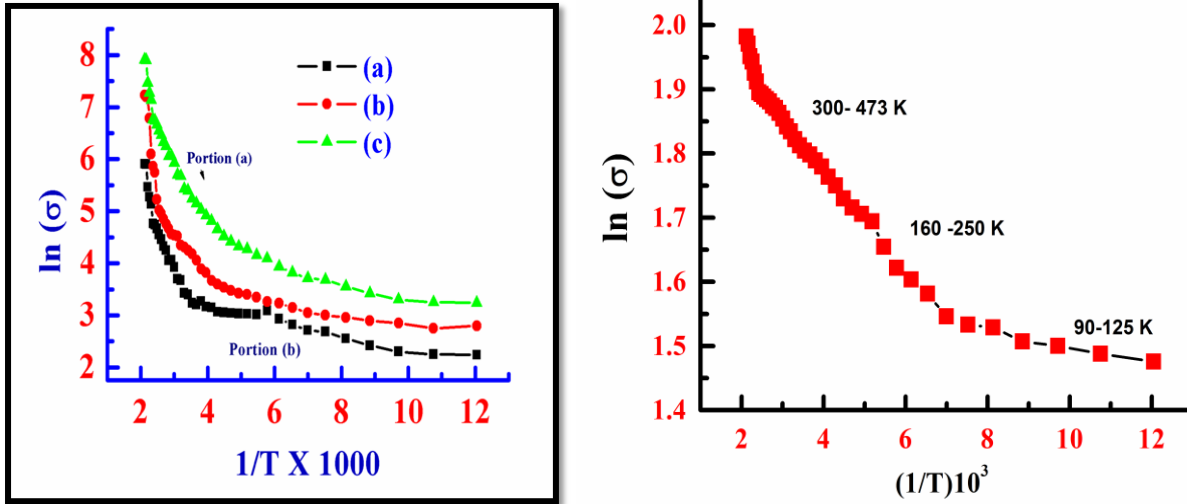 8
7
6
5
4
3
2
ln (σ)
(a)
(b)
(c)
Portion (a)
Portion (b)
2 4 6 8 10 12
1/T X 1000
2.0
1.9
1.8
1.7
1.6
1.5
1.4
ln (σ)
300- 473 K
160 -250 K
90-125 K
2 4 6 8 10 12
(1/T)10³